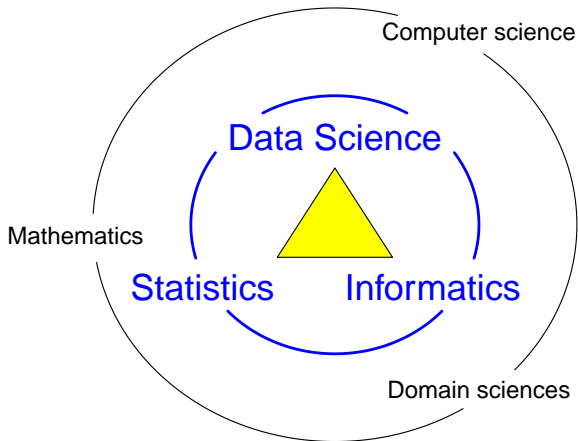 Computer science
Data Science
Mathematics
Statistics
Informatics
Domain sciences